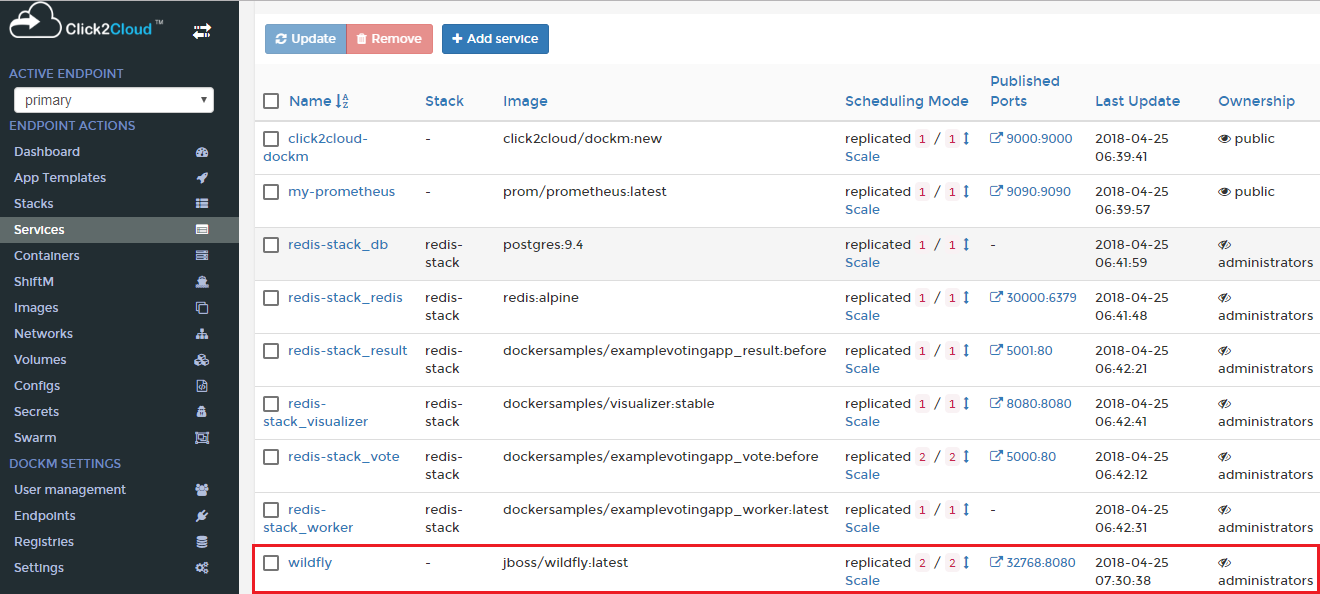 Click2Cloud ™
ACTIVE ENDPOINT
primary
ENDPOINT ACTIONS
Dashboard
App Templates
Stacks
Services
Containers
ShiftM
Images
Networks
Volumes
Configs
Secrets
Swarm
DOCKM SETTINGS
User management
Endpoints
Registries
Settings
Update Remove Add service
Name Stack Image Scheduling Mode Published Ports Last Update Ownership
click2cloud-dockm - click2cloud/dockm:new replicated 1 / 1 Scale 9000:9000 2018-04-25 06:39:41 public
my-prometheus - prom/prometheus:latest replicated 1 / 1 Scale 9090:9090 2018-04-25 06:39:57 public
redis-stack_db redis-stack postgres:9.4 replicated 1 / 1 Scale - 2018-04-25 06:41:59 administrators
redis-stack_redis redis-stack redis:alpine replicated 1 / 1 Scale 30000:6379 2018-04-25 06:41:48 administrators
redis-stack_result redis-stack dockersamples/examplevotingapp_result:before replicated 1 / 1 Scale 5001:80 2018-04-25 06:42:21 administrators
redis-stack_visualizer redis-stack dockersamples/visualizer:stable replicated 1 / 1 Scale 8080:8080 2018-04-25 06:42:41 administrators
redis-stack_vote redis-stack dockersamples/examplevotingapp_vote:before replicated 2 / 2 Scale 5000:80 2018-04-25 06:42:12 administrators
redis-stack_worker redis-stack dockersamples/examplevotingapp_worker:latest replicated 1 / 1 Scale - 2018-04-25 06:42:31 administrators
wildfly - jboss/wildfly:latest replicated 2 / 2 Scale 32768:8080 2018-04-25 07:30:38 administrators